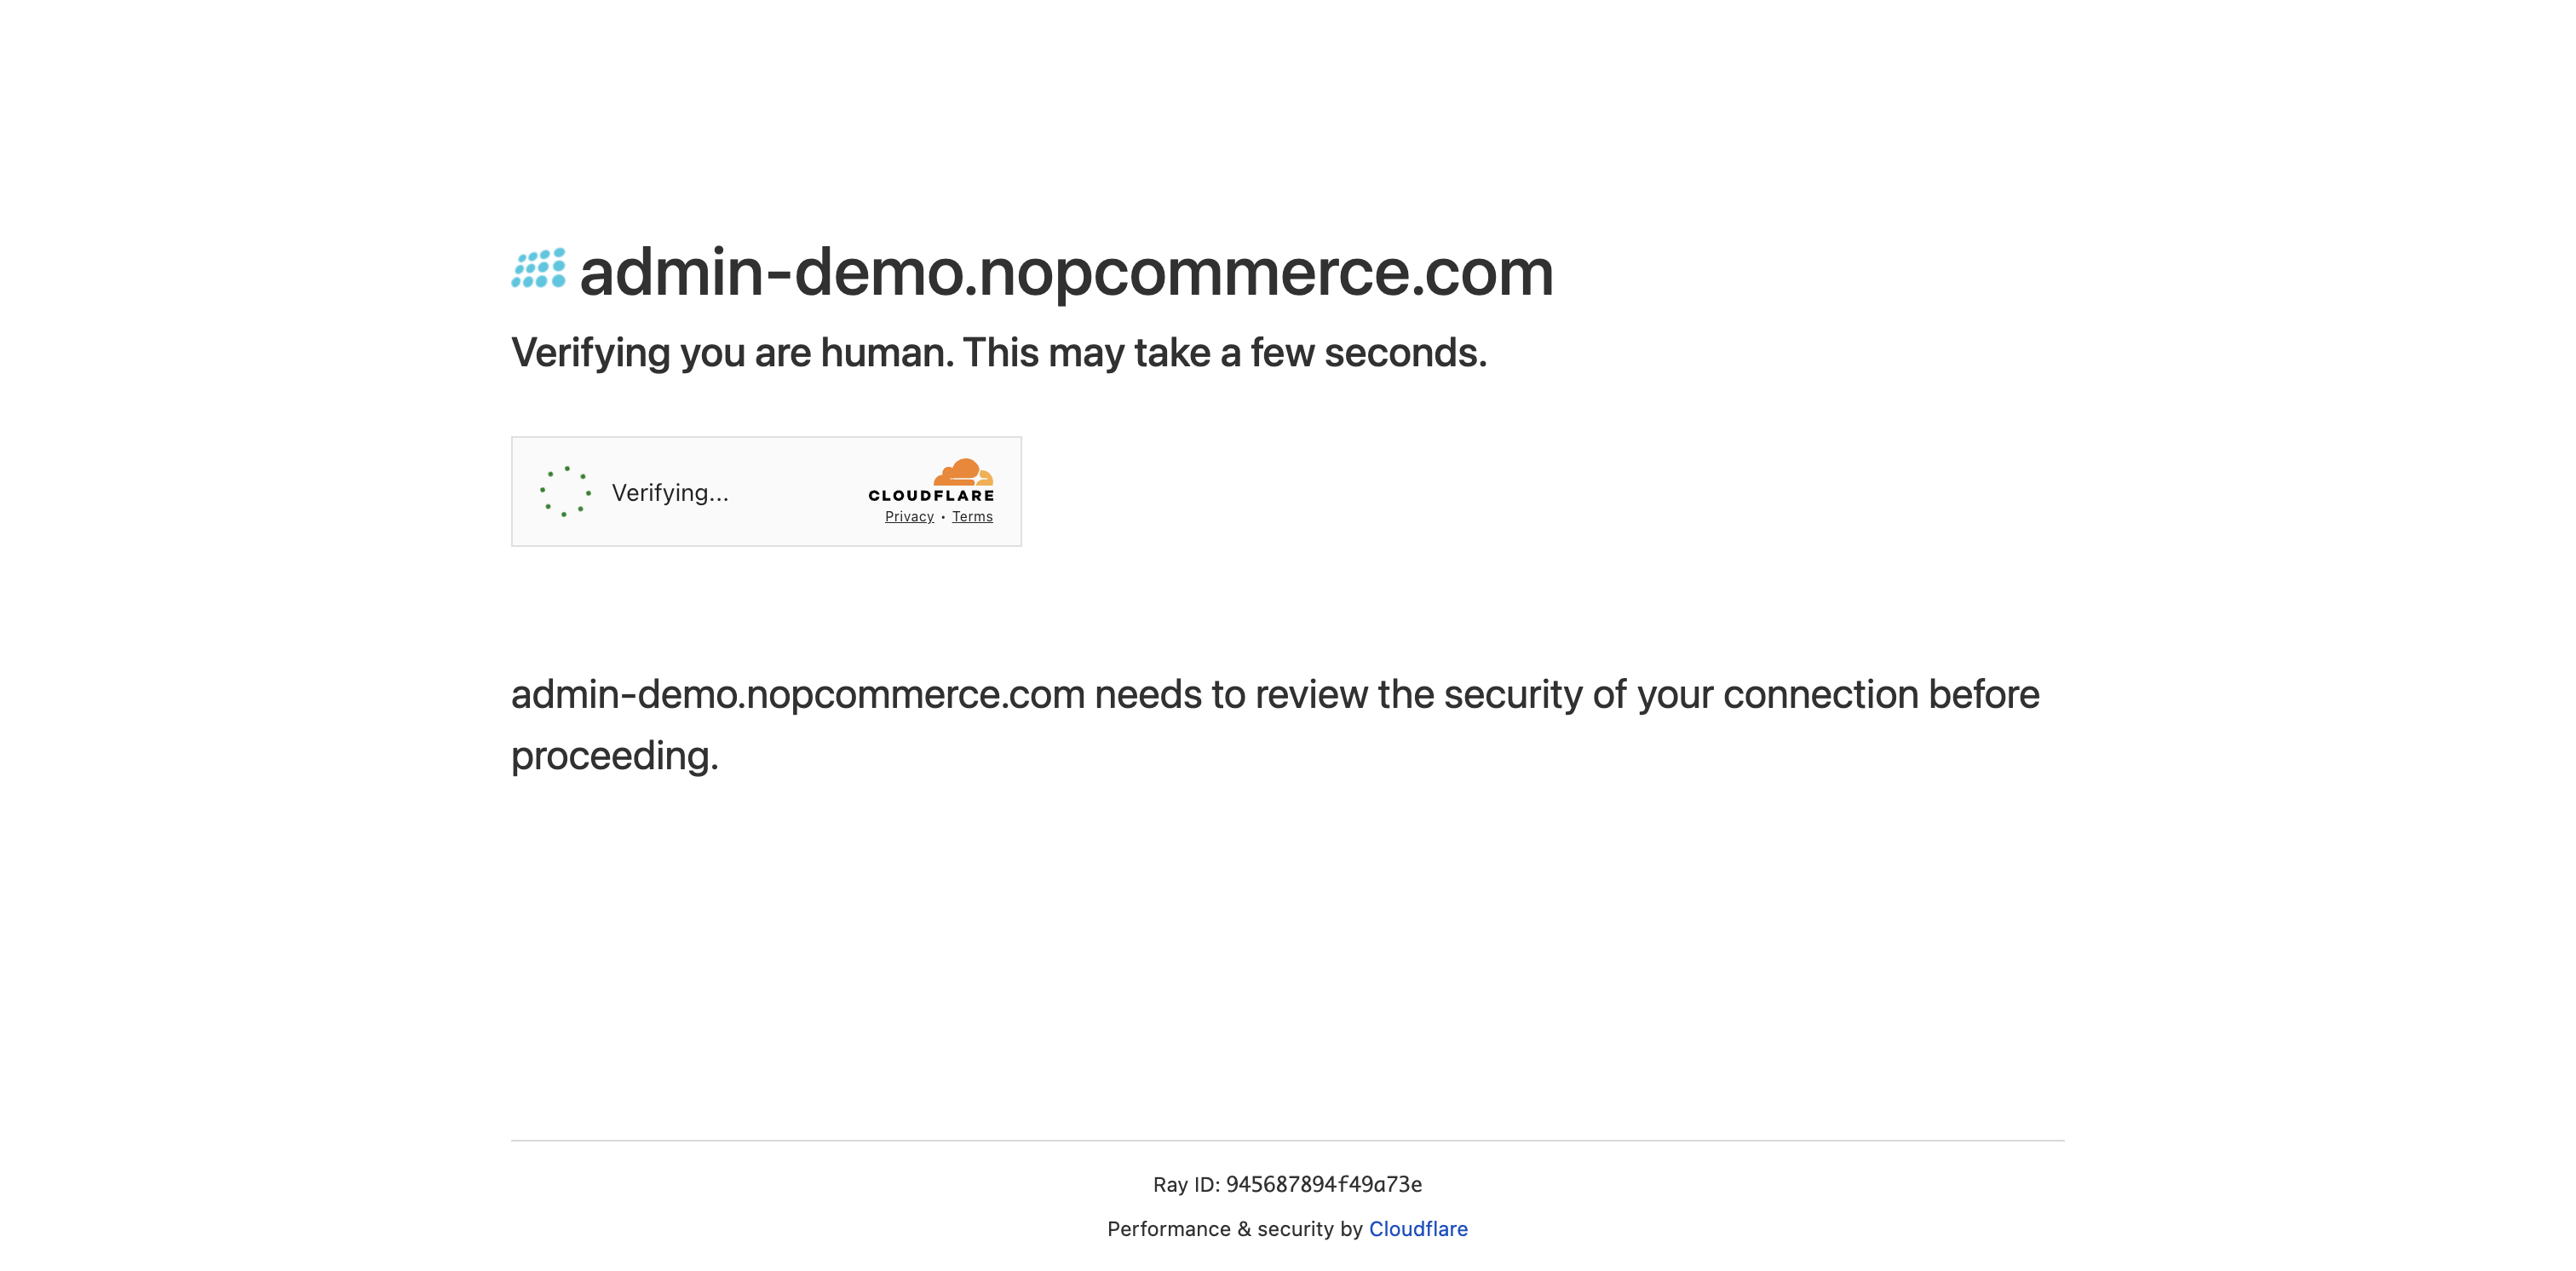 admin-demo.nopcommerce.com
Verifying you are human. This may take a few seconds.
Verifying...
CLOUDFLARE
Privacy • Terms
admin-demo.nopcommerce.com needs to review the security of your connection before
proceeding.
Ray ID: 945687894f49a73e
Performance & security by Cloudflare